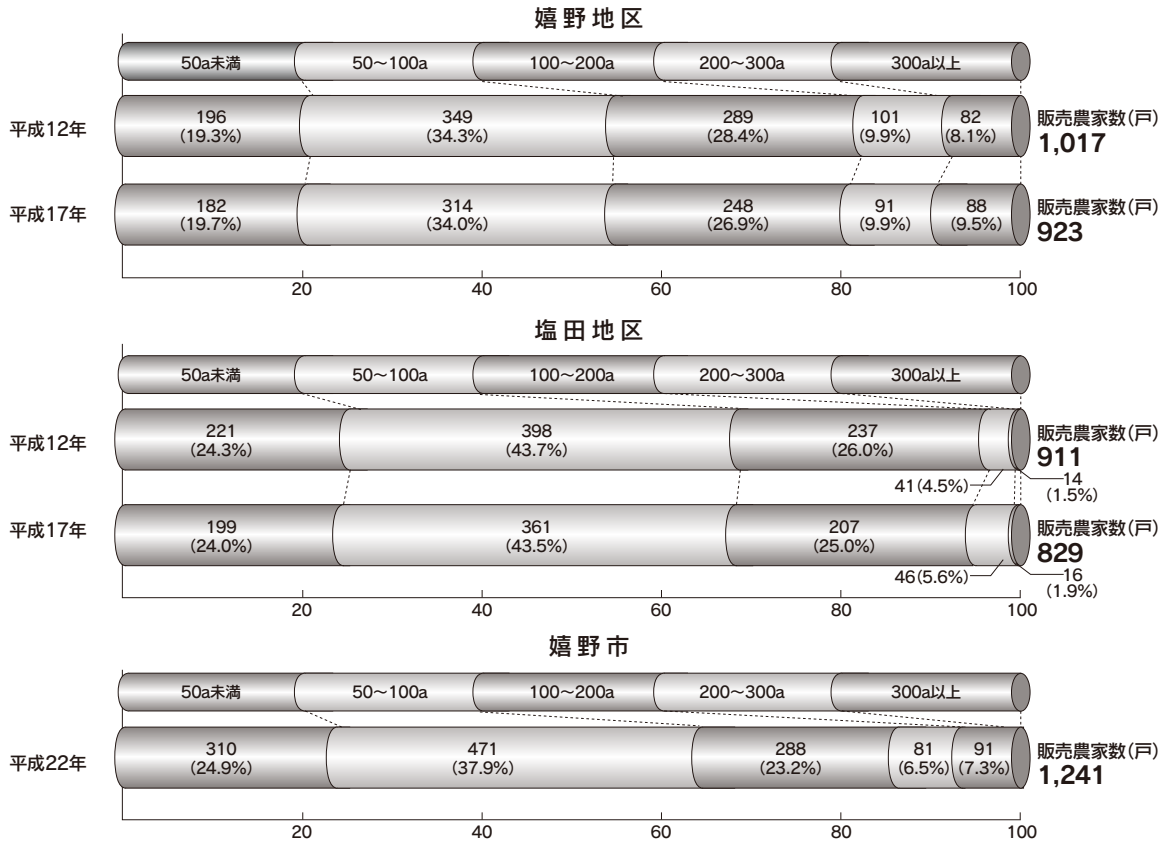 嬉野地区
50a未満 50～100a 100～200a 200～300a 300a以上
平成12年
196 349 289 101 82
(19.3%) (34.3%) (28.4%) (9.9%) (8.1%)
販売農家数(戸)
1,017
平成17年
182 314 248 91 88
(19.7%) (34.0%) (26.9%) (9.9%) (9.5%)
販売農家数(戸)
923
20 40 60 80 100
塩田地区
50a未満 50～100a 100～200a 200～300a 300a以上
平成12年
221 398 237
(24.3%) (43.7%) (26.0%)
販売農家数(戸)
911
41(4.5%) 14
(1.5%)
平成17年
199 361 207
(24.0%) (43.5%) (25.0%)
販売農家数(戸)
829
46(5.6%) 16
(1.9%)
20 40 60 80 100
嬉野市
50a未満 50～100a 100～200a 200～300a 300a以上
平成22年
310 471 288 81 91
(24.9%) (37.9%) (23.2%) (6.5%) (7.3%)
販売農家数(戸)
1,241
20 40 60 80 100